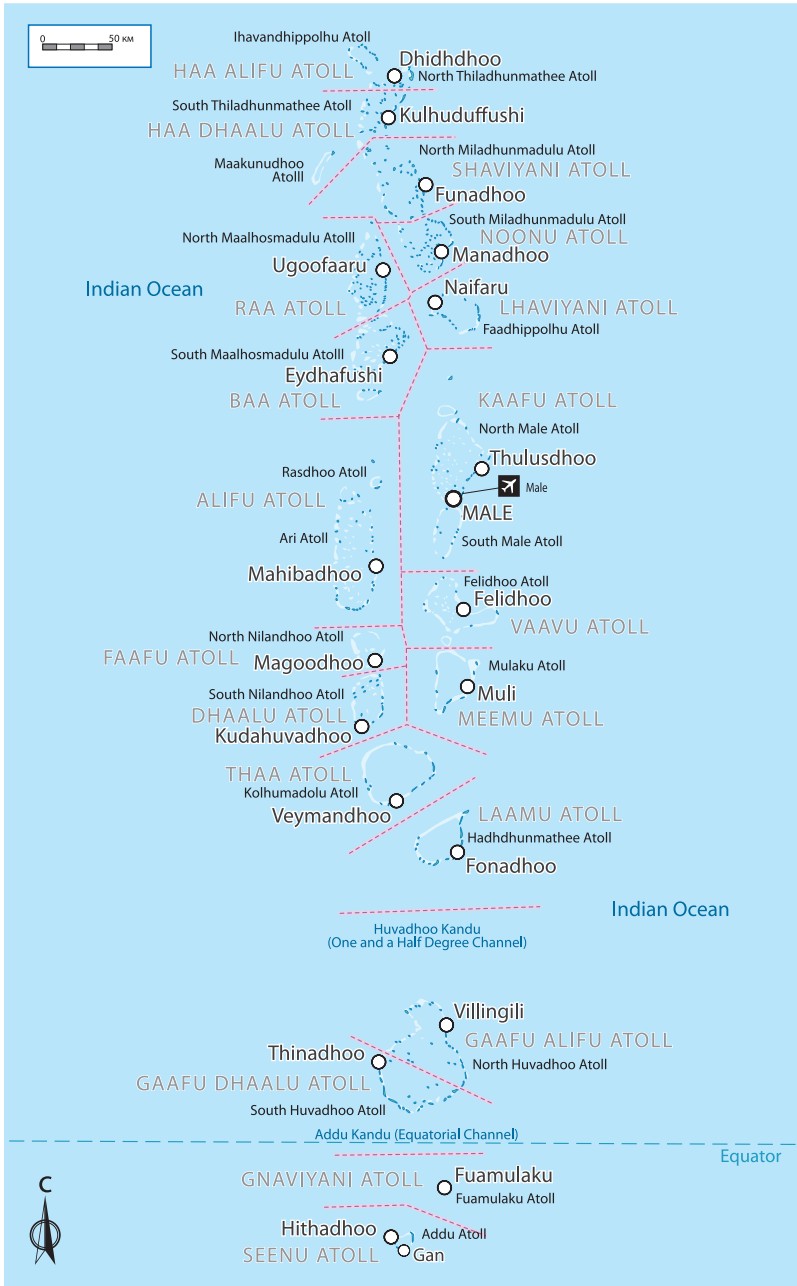 0 50 КМ
Ihavandhippolhu Atoll
Dhidhdhoo
HAA ALIFU ATOLL
North Thiladhunmathee Atoll
South Thiladhunmathee Atoll
Kulhuduffushi
HAA DHAALU ATOLL
North Miladhunmadulu Atoll
Maakunudhoo
Atolll
SHAVIYANI ATOLL
Funadhoo
South Miladhunmadulu Atoll
North Maalhosmadulu Atolll
NOONU ATOLL
Manadhoo
Ugoofaaru
Indian Ocean
Naifaru
RAA ATOLL
LHAVIYANI ATOLL
Faadhippolhu Atoll
South Maalhosmadulu Atolll
Eydhafushi
BAA ATOLL
KAAFU ATOLL
North Male Atoll
Thulusdhoo
Rasdhoo Atoll
Male
ALIFU ATOLL
MALE
Ari Atoll
South Male Atoll
Mahibadhoo
Felidhoo Atoll
Felidhoo
VAAVU ATOLL
North Nilandhoo Atoll
FAAFU ATOLL
Magoodhoo
Mulaku Atoll
South Nilandhoo Atoll
Muli
DHAALU ATOLL
MEEMU ATOLL
Kudahuvadhoo
THAA ATOLL
Kolhumadolu Atoll
Veymandhoo
LAAMU ATOLL
Hadhdhunmathee Atoll
Fonadhoo
Indian Ocean
Huvadhoo Kandu
(One and a Half Degree Channel)
Villingili
GAAFU ALIFU ATOLL
Thinadhoo
North Huvadhoo Atoll
GAAFU DHAALU ATOLL
South Huvadhoo Atoll
Addu Kandu (Equatorial Channel)
Equator
GNAVIYANI ATOLL
Fuamulaku
Fuamulaku Atoll
С
Hithadhoo
Addu Atoll
SEENU ATOLL
Gan